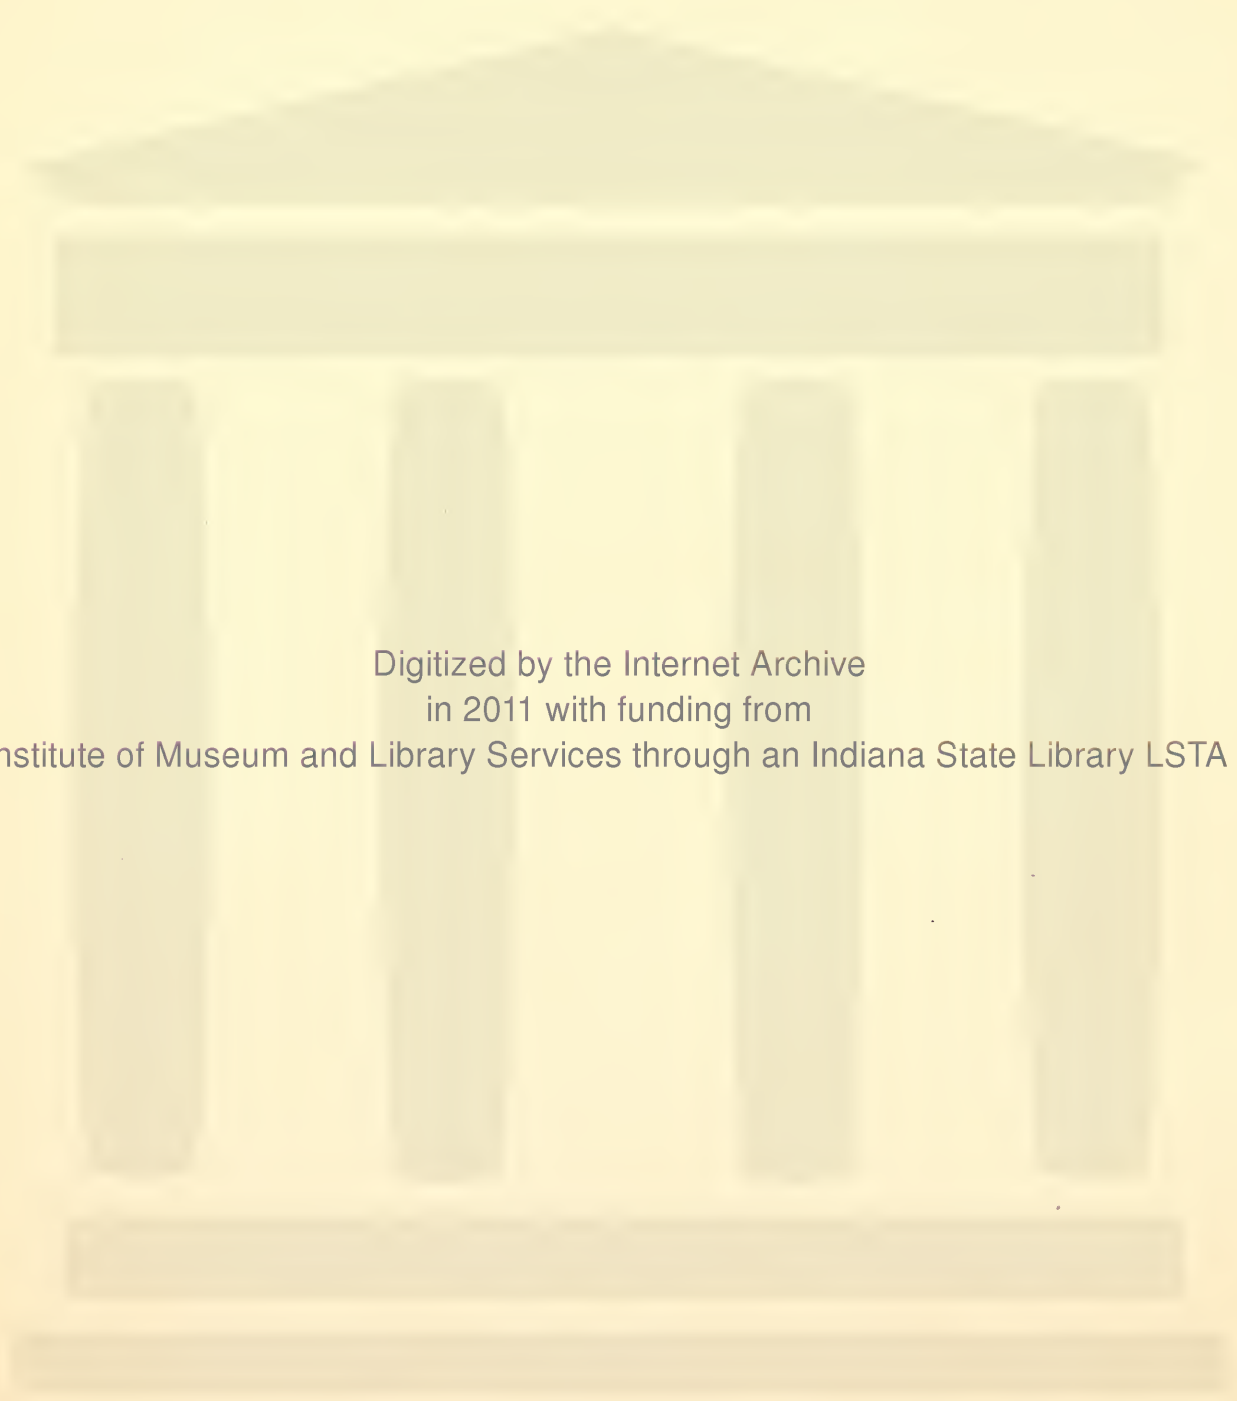 Digitized by the Internet Archive
in 2011 with funding from
nstitute of Museum and Library Services through an Indiana State Library LSTA